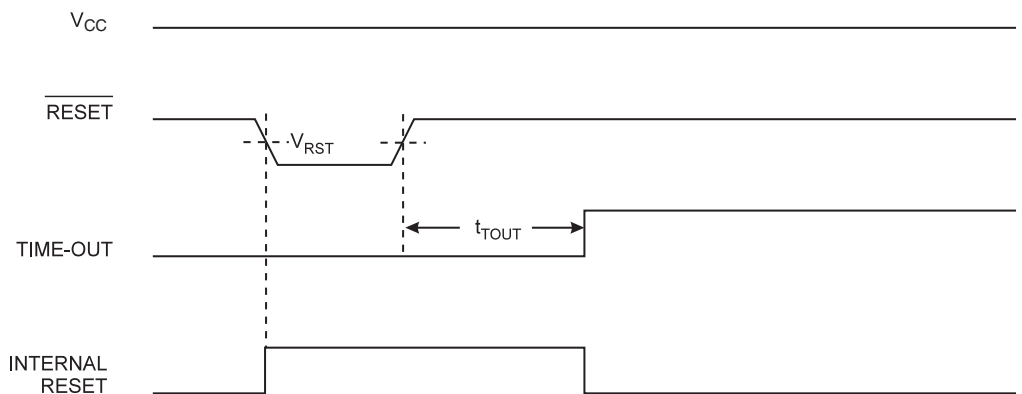 VCC
RESET
VRST
tTOUT
TIME-OUT
INTERNAL
RESET